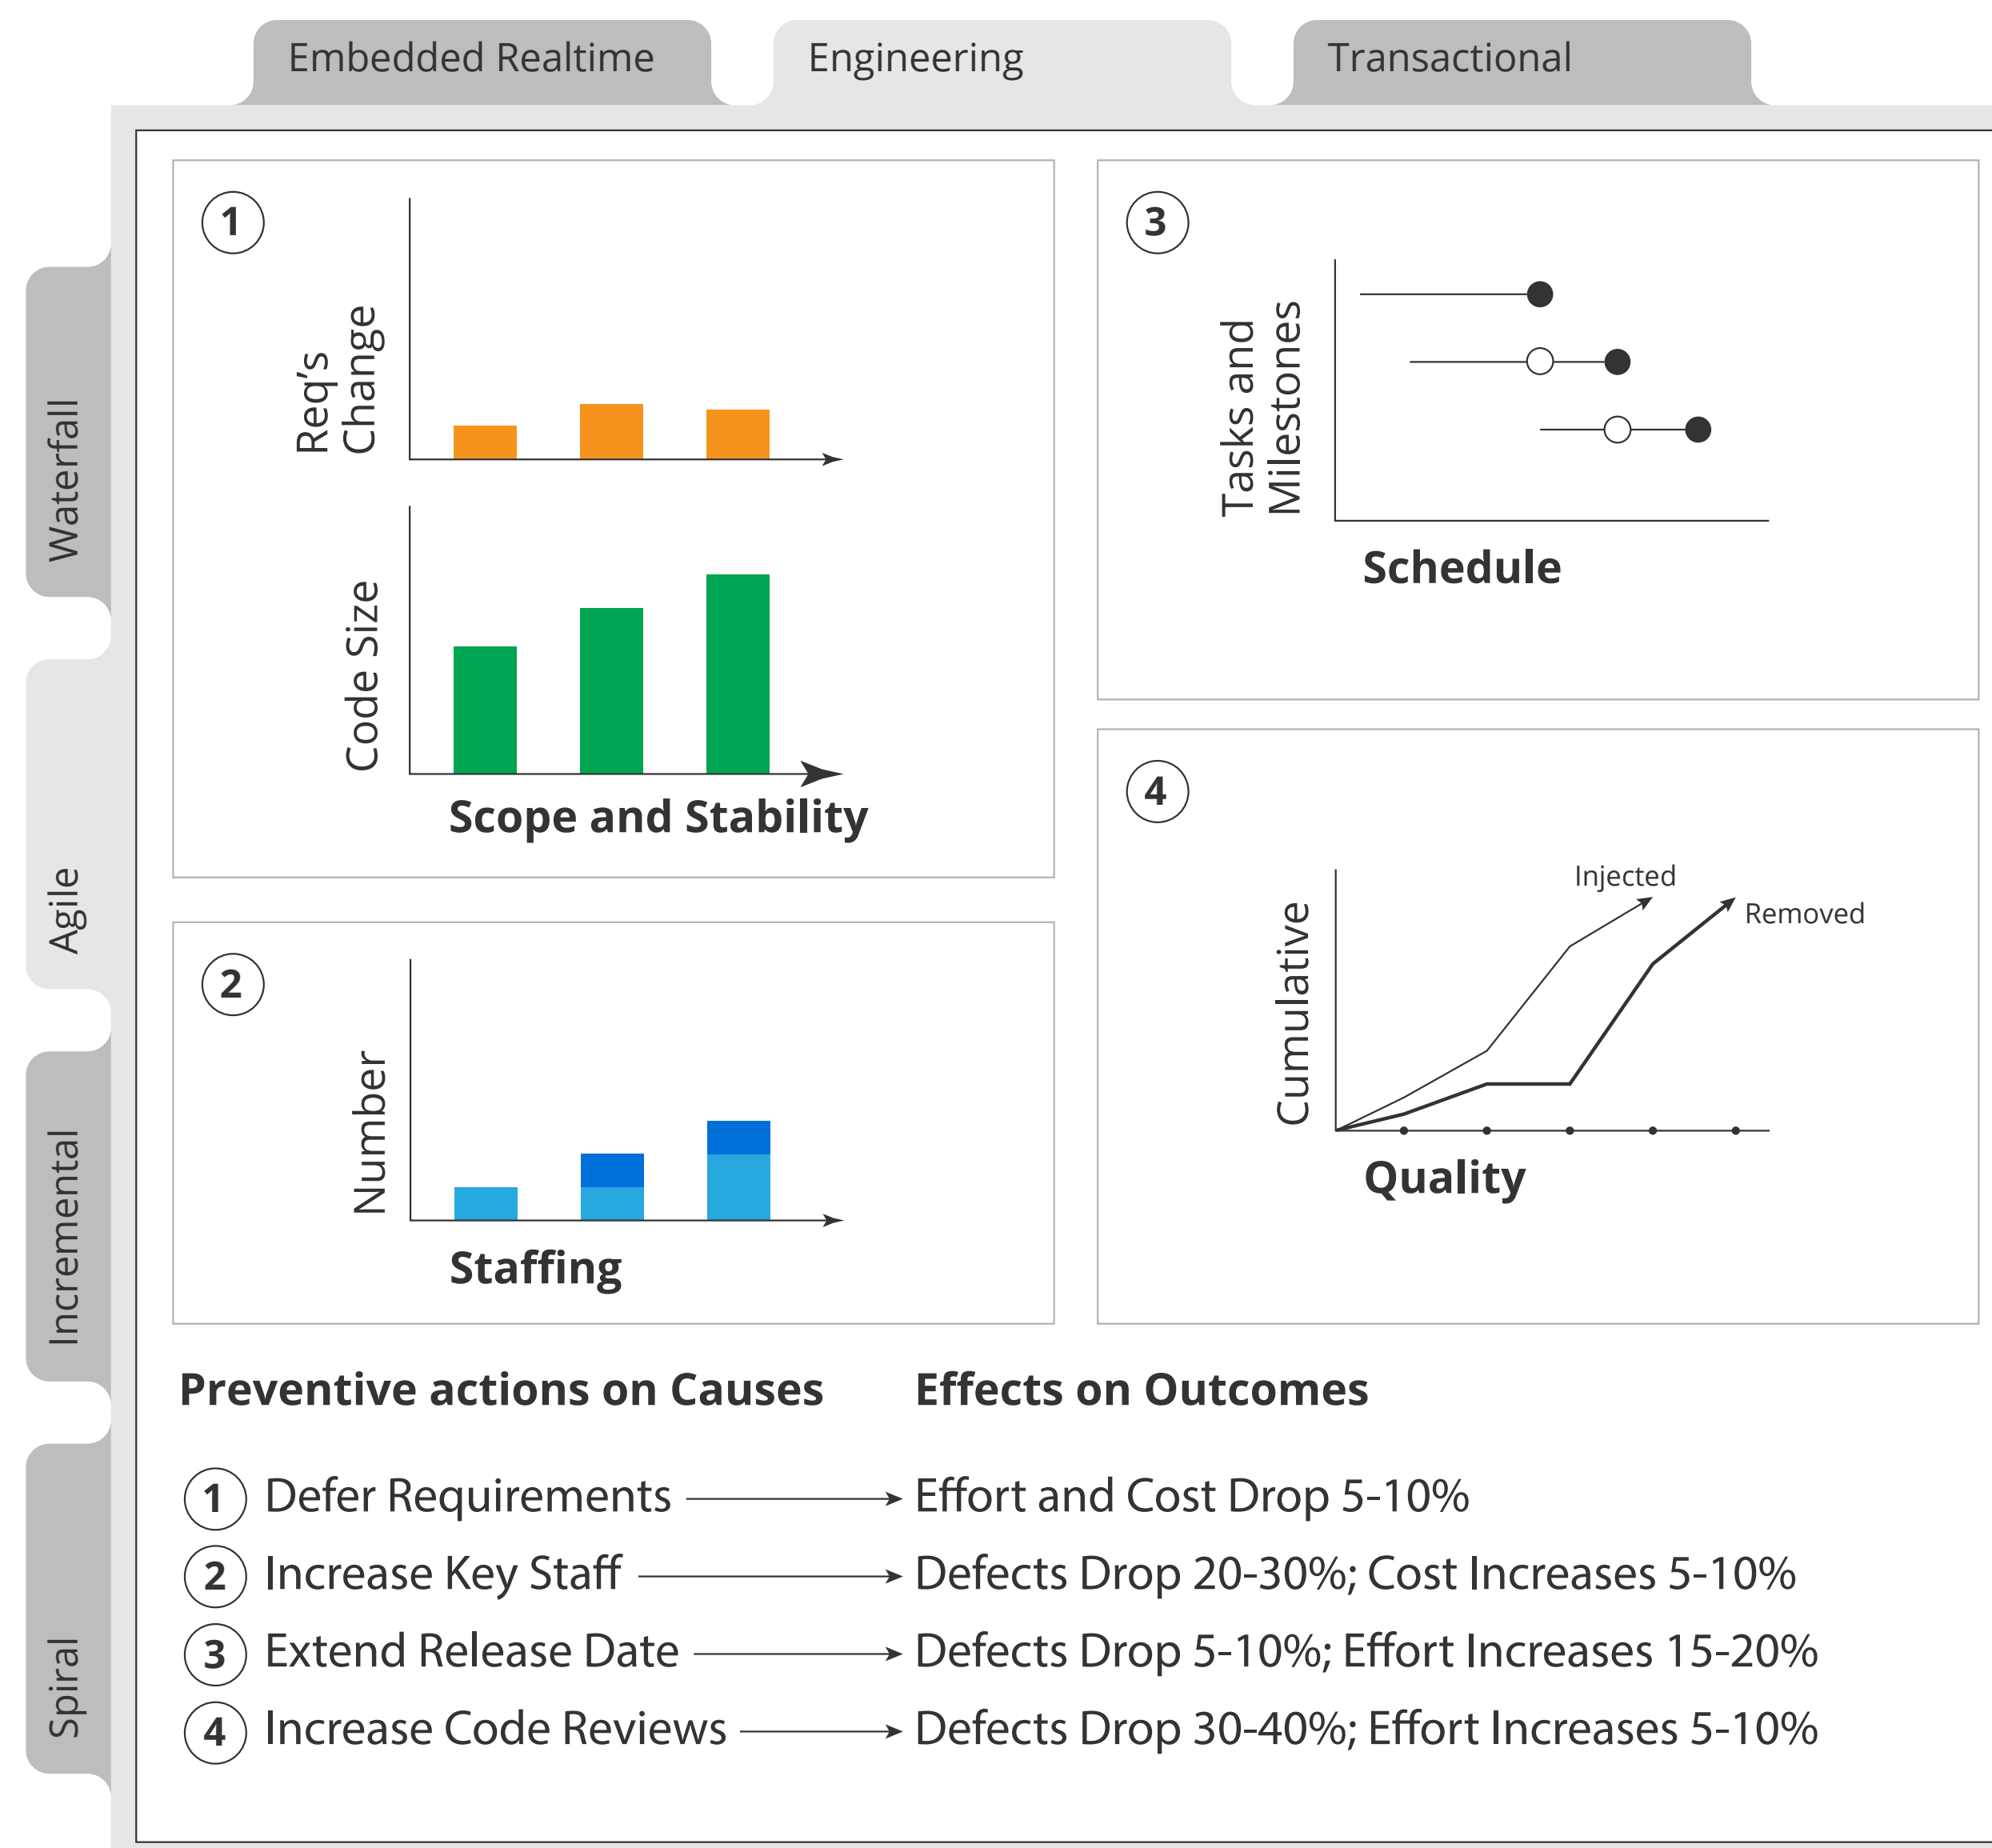 Embedded Realtime
Engineering
Transactional
Waterfall
Agile
Incremental
Spiral
1
Req's
Change
Code Size
Scope and Stability
2
Number
Staffing
3
Tasks and
Milestones
Schedule
4
Cumulative
Injected
Removed
Quality
Preventive actions on Causes
Effects on Outcomes
1 Defer Requirements
Effort and Cost Drop 5-10%
2 Increase Key Staff
Defects Drop 20-30%; Cost Increases 5-10%
3 Extend Release Date
Defects Drop 5-10%; Effort Increases 15-20%
4 Increase Code Reviews
Defects Drop 30-40%; Effort Increases 5-10%